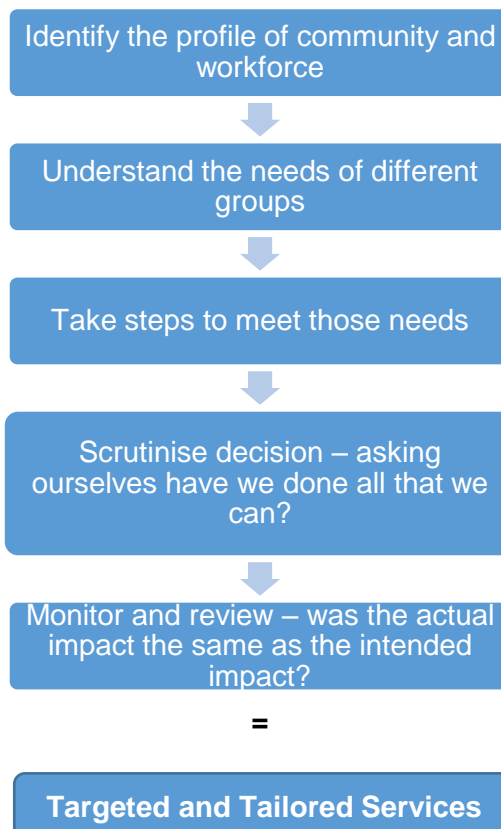 Identify the profile of community and
workforce
Understand the needs of different
groups
Take steps to meet those needs
Scrutinise decision – asking
ourselves have we done all that we
can?
Monitor and review – was the actual
impact the same as the intended
impact?
=
Targeted and Tailored Services